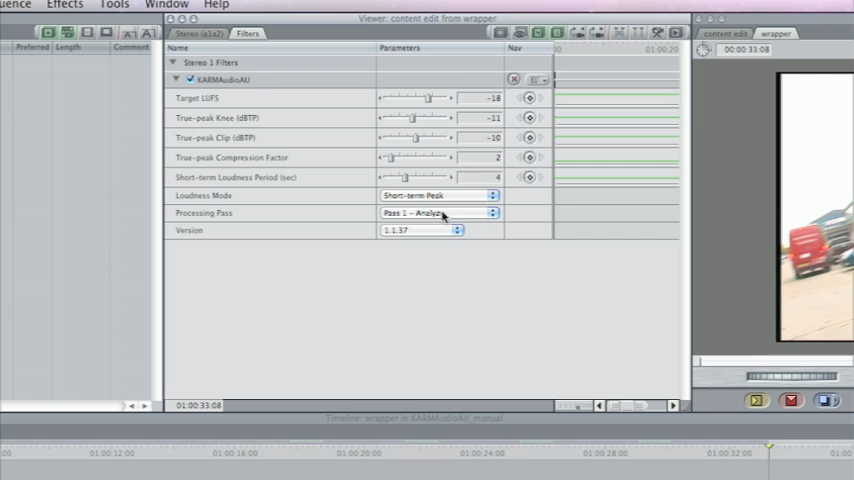 uence Effects Tools Window Help
Viewer: content edit from wrapper
Stereo (a1a2) Filters
content edit wrapper
Preferred Length Comment
Name Parameters Nav 00 01:00:20
00:00:33:08
Stereo 1 Filters
KARMAudioAU
Target LUFS -18
True-peak Knee (dBTP) -11
True-peak Clip (dBTP) -10
True-peak Compression Factor 2
Short-term Loudness Period (sec) 4
Loudness Mode Short-term Peak
Processing Pass Pass 1 - Analyze
Version 1.1.37
01:00:33:08
Timeline: wrapper in KARMAudioAU_manual
:00 01:00:12:00 01:00:16:00 01:00:20:00 01:00:24:00 01:00:28:00 01:00:32:00 01:00